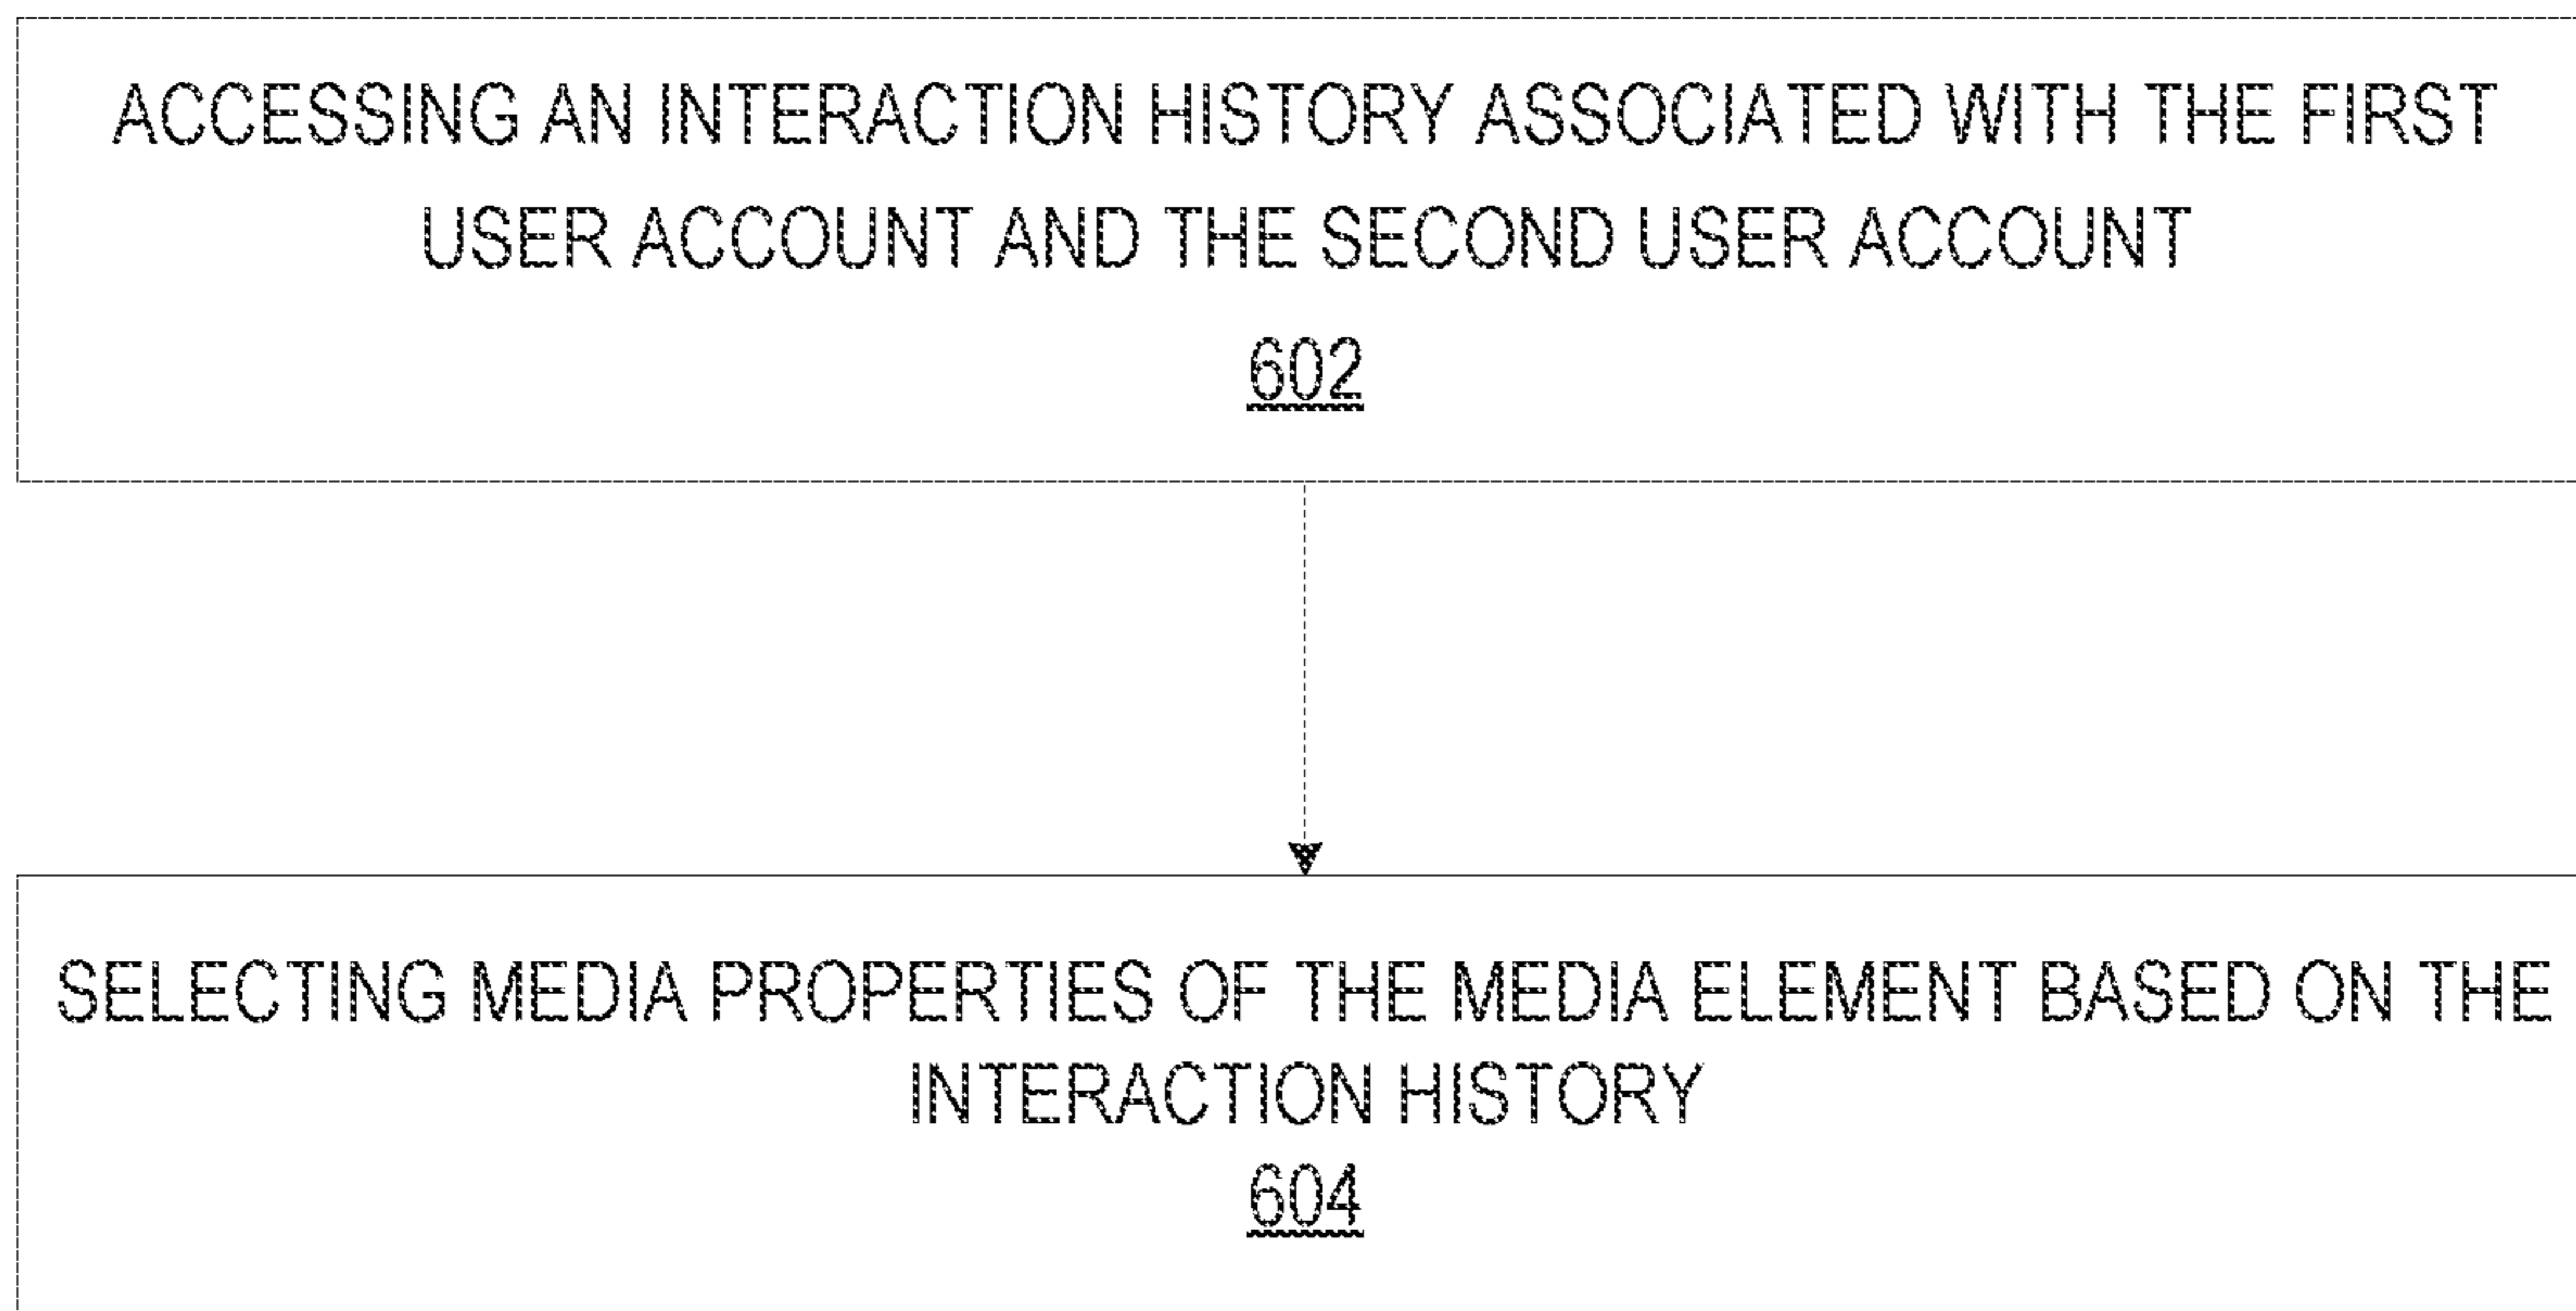 ACCESSING AN INTERACTION HISTORY ASSOCIATED WITH THE FIRST
USER ACCOUNT AND THE SECOND USER ACCOUNT
602
SELECTING MEDIA PROPERTIES OF THE MEDIA ELEMENT BASED ON THE
INTERACTION HISTORY
604